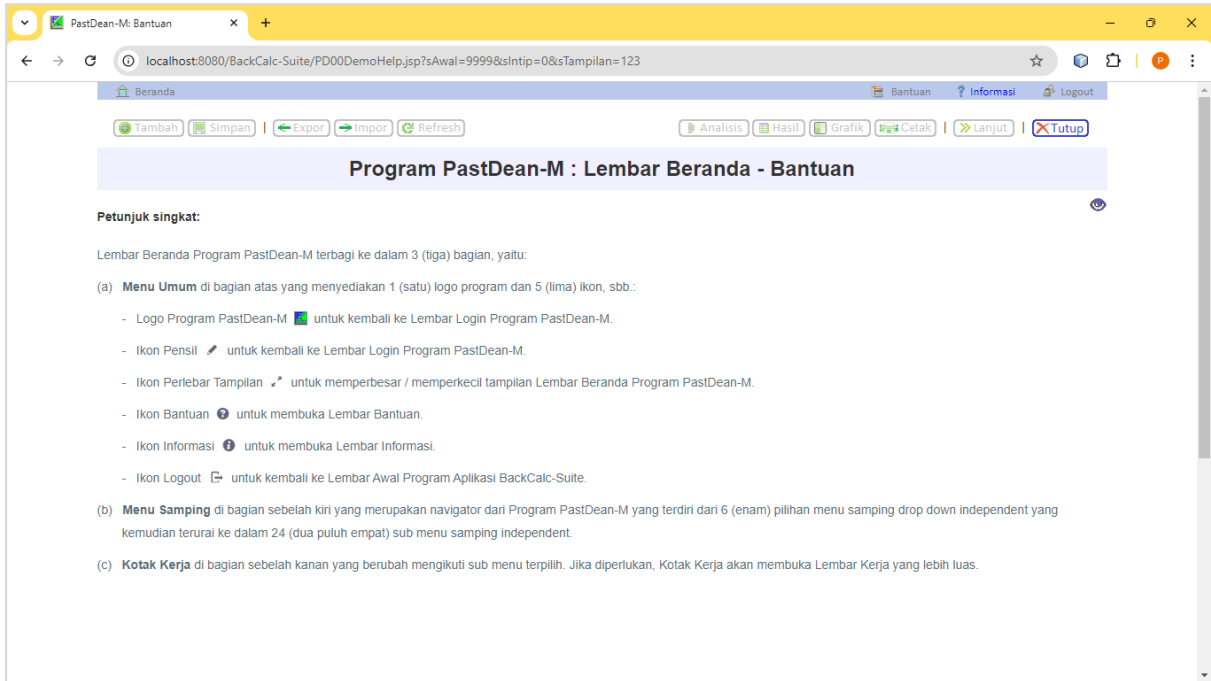 PastDean-M: Bantuan
localhost:8080/BackCalc-Suite/PD00DemoHelp.jsp?sAwal=9999&sIntip=0&sTampilan=123
P
Beranda Bantuan ? Informasi Logout
Tambah Simpan | Expor Impor Refresh Analisis Hasil Grafik Cetak | Lanjut | Tutup
Program PastDean-M : Lembar Beranda - Bantuan
Petunjuk singkat:
Lembar Beranda Program PastDean-M terbagi ke dalam 3 (tiga) bagian, yaitu:
(a) Menu Umum di bagian atas yang menyediakan 1 (satu) logo program dan 5 (lima) ikon, sbb.:
- Logo Program PastDean-M untuk kembali ke Lembar Login Program PastDean-M.
- Ikon Pensil untuk kembali ke Lembar Login Program PastDean-M.
- Ikon Perlebar Tampilan untuk memperbesar / memperkecil tampilan Lembar Beranda Program PastDean-M.
- Ikon Bantuan untuk membuka Lembar Bantuan.
- Ikon Informasi untuk membuka Lembar Informasi.
- Ikon Logout untuk kembali ke Lembar Awal Program Aplikasi BackCalc-Suite.
(b) Menu Samping di bagian sebelah kiri yang merupakan navigator dari Program PastDean-M yang terdiri dari 6 (enam) pilihan menu samping drop down independent yang
kemudian terurai ke dalam 24 (dua puluh empat) sub menu samping independent.
(c) Kotak Kerja di bagian sebelah kanan yang berubah mengikuti sub menu terpilih. Jika diperlukan, Kotak Kerja akan membuka Lembar Kerja yang lebih luas.